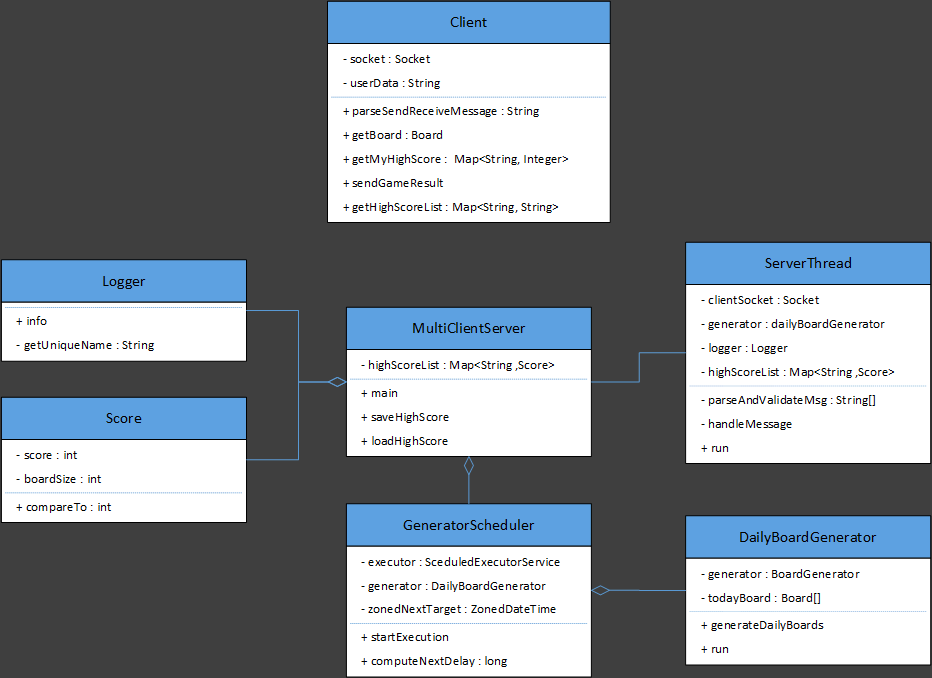 Client
- socket : Socket
- userData : String
+ parseSendReceiveMessage : String
+ getBoard : Board
+ getMyHighScore :  Map<String, Integer>
+ sendGameResult
+ getHighScoreList : Map<String, String>
Logger
+ info
- getUniqueName : String
Score
- score : int
- boardSize : int
+ compareTo : int
MultiClientServer
- highScoreList : Map<String ,Score>
+ main
+ saveHighScore
+ loadHighScore
ServerThread
- clientSocket : Socket
- generator : dailyBoardGenerator
- logger : Logger
- highScoreList : Map<String ,Score>
- parseAndValidateMsg : String[]
- handleMessage
+ run
GeneratorScheduler
- executor : SceduledExecutorService
- generator : DailyBoardGenerator
- zonedNextTarget : ZonedDateTime
+ startExecution
+ computeNextDelay : long
DailyBoardGenerator
- generator : BoardGenerator
- todayBoard : Board[]
+ generateDailyBoards
+ run